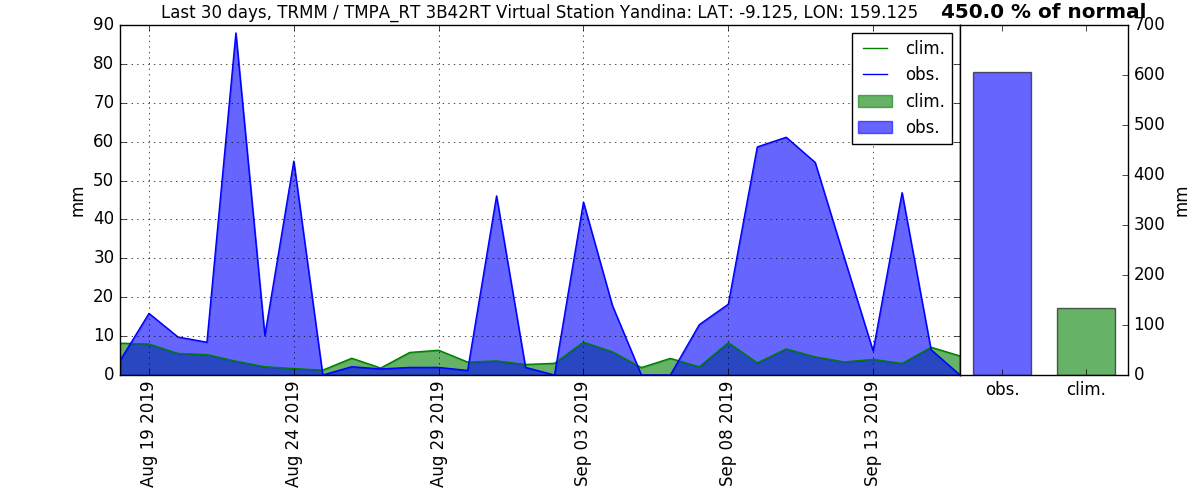 Last 30 days, TRMM / TMPA_RT 3B42RT Virtual Station Yandina: LAT: -9.125, LON: 159.125
450.0 % of normal
90
80
70
60
50
40
30
20
10
0
mm
clim.
obs.
clim.
obs.
Aug 19 2019
Aug 24 2019
Aug 29 2019
Sep 03 2019
Sep 08 2019
Sep 13 2019
700
600
500
400
300
200
100
0
mm
obs.
clim.